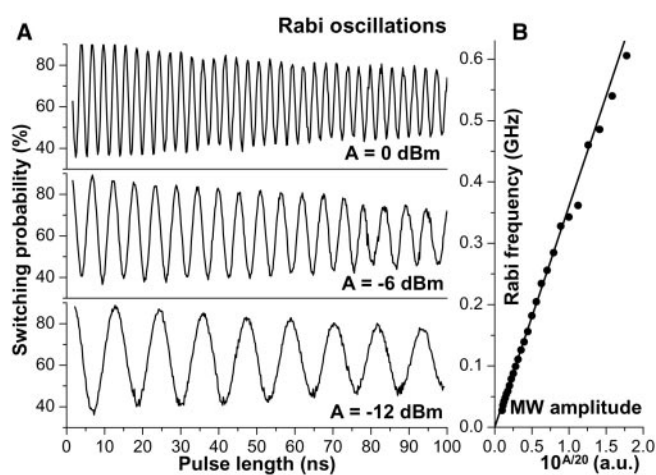 A
Rabi oscillations
B
Switching probability (%)
80
60
40
A = 0 dBm
80
60
40
A = -6 dBm
80
60
40
A = -12 dBm
0 10 20 30 40 50 60 70 80 90 100
Pulse length (ns)
Rabi frequency (GHz)
0.6
0.5
0.4
0.3
0.2
0.1
0.0
MW amplitude
0.0 0.5 1.0 1.5 2.0
10^A/20 (a.u.)